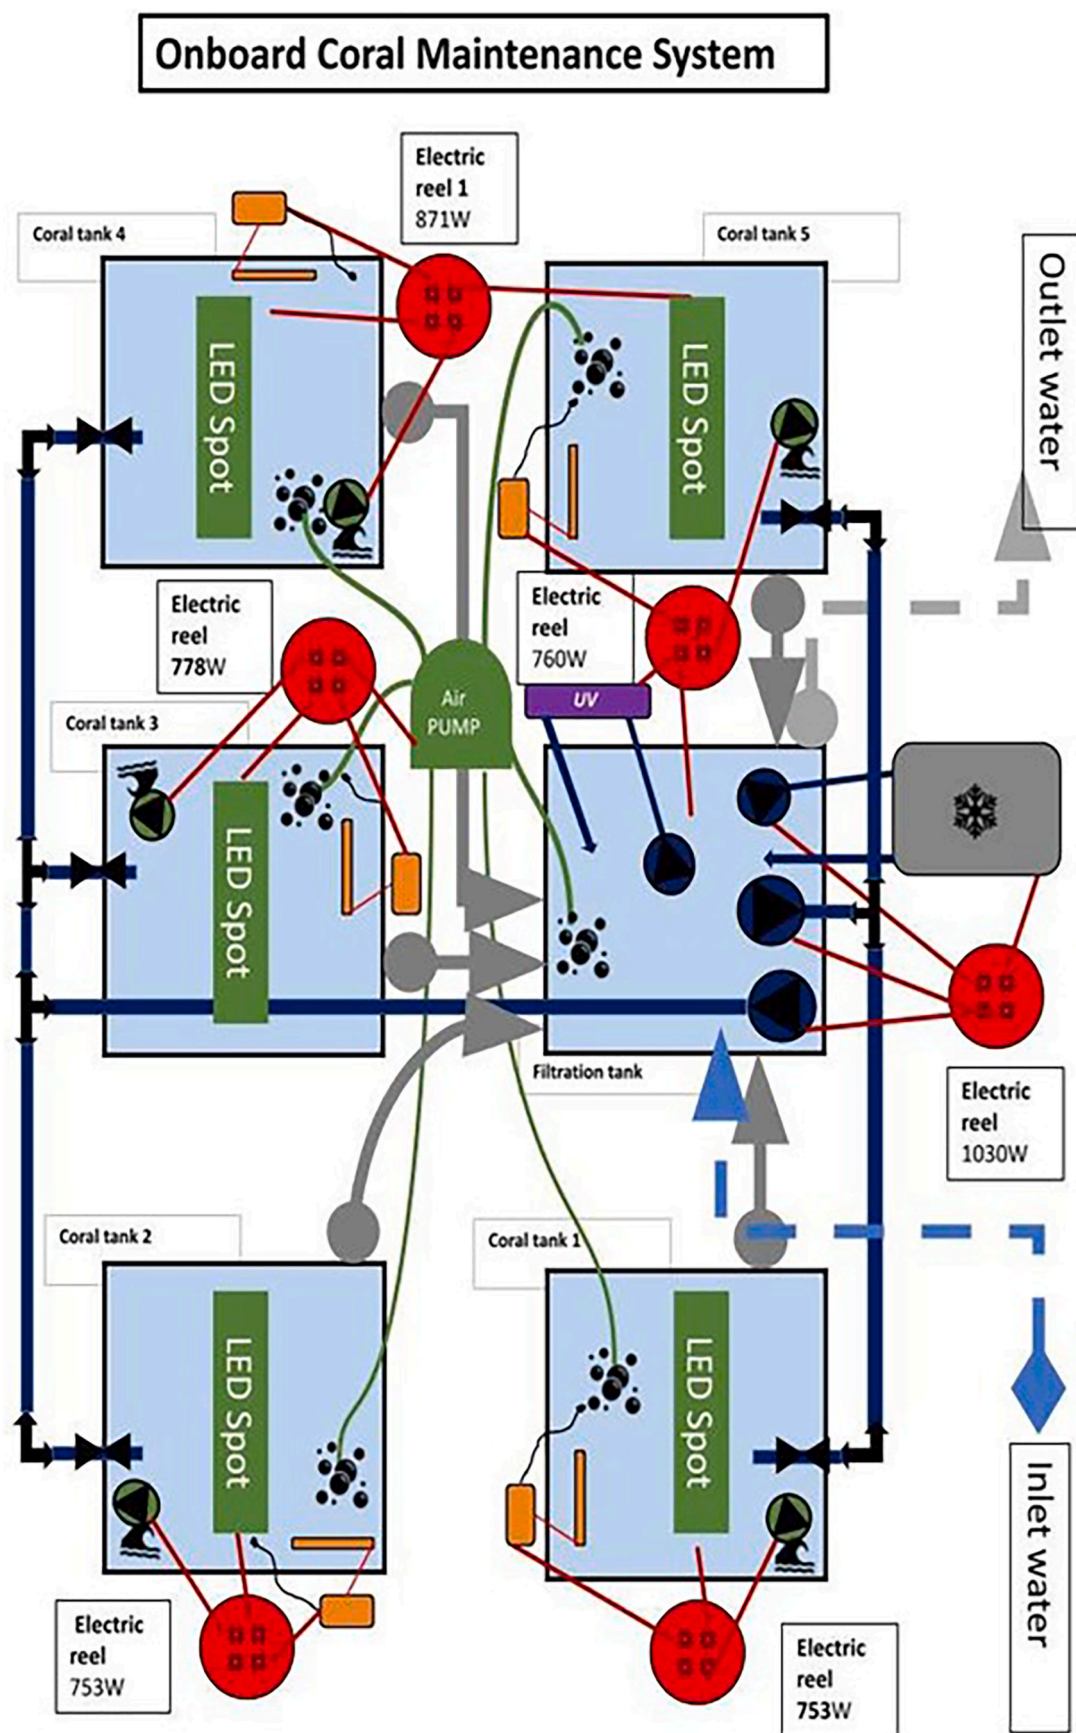 Onboard Coral Maintenance System
Electric
reel 1
871W
Coral tank 4
Coral tank 5
Outlet water
LED Spot
LED Spot
Electric
reel
778W
Electric
reel
760W
Air
PUMP
UV
Coral tank 3
LED Spot
Filtration tank
Electric
reel
1030W
Coral tank 2
Coral tank 1
LED Spot
LED Spot
Inlet water
Electric
reel
753W
Electric
reel
753W